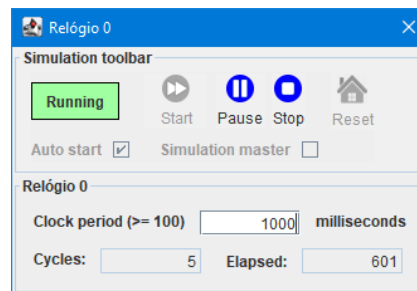 Relógio 0
Simulation toolbar
Running
Start Pause Stop Reset
Auto start Simulation master
Relógio 0
Clock period (>= 100) 1000 milliseconds
Cycles: 5 Elapsed: 601